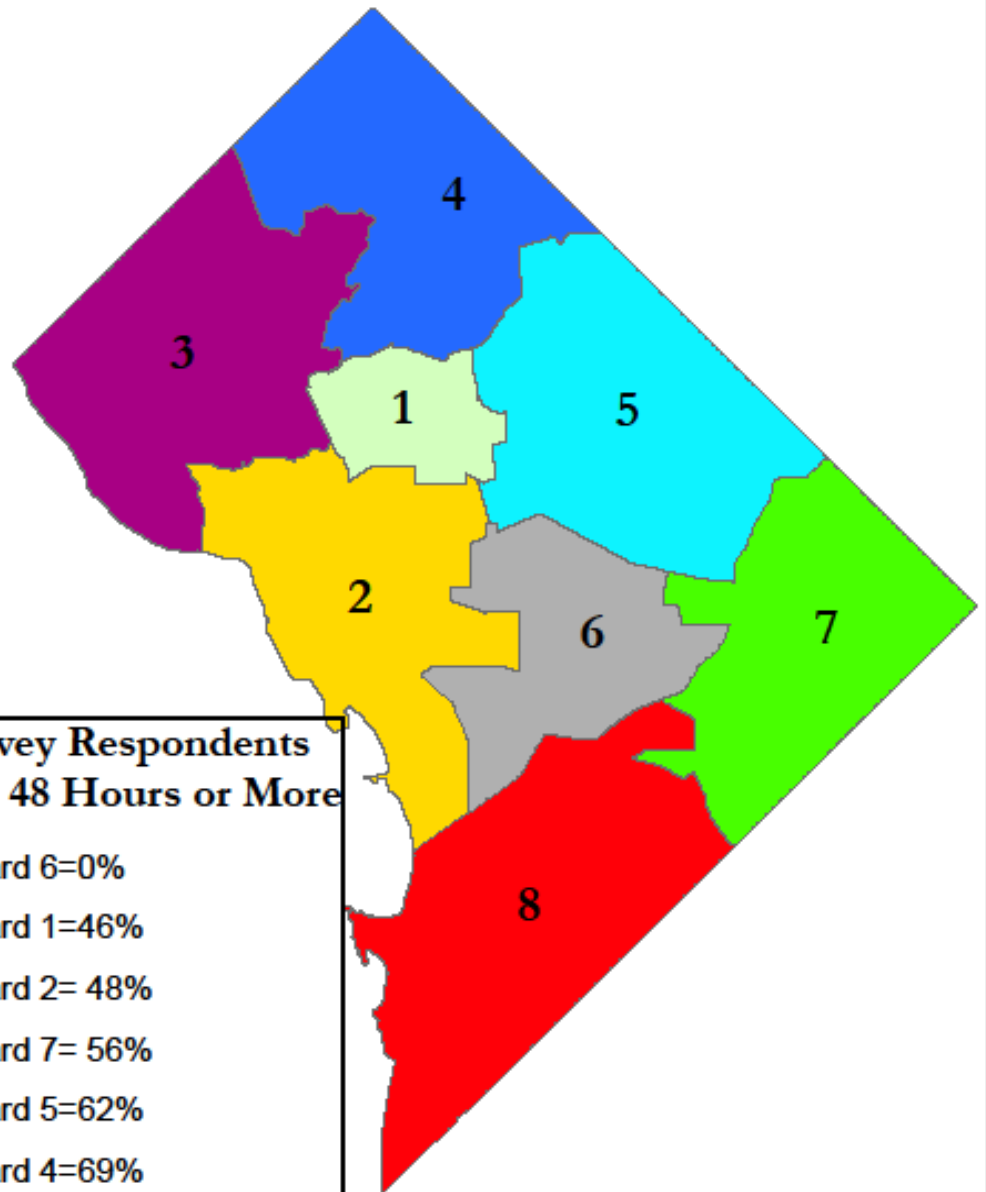 4
3
1
5
2
6
7
vey Respondents
48 Hours or More
rd 6=0%
8
rd 1=46%
rd 2= 48%
rd 7= 56%
rd 5=62%
rd 4=69%